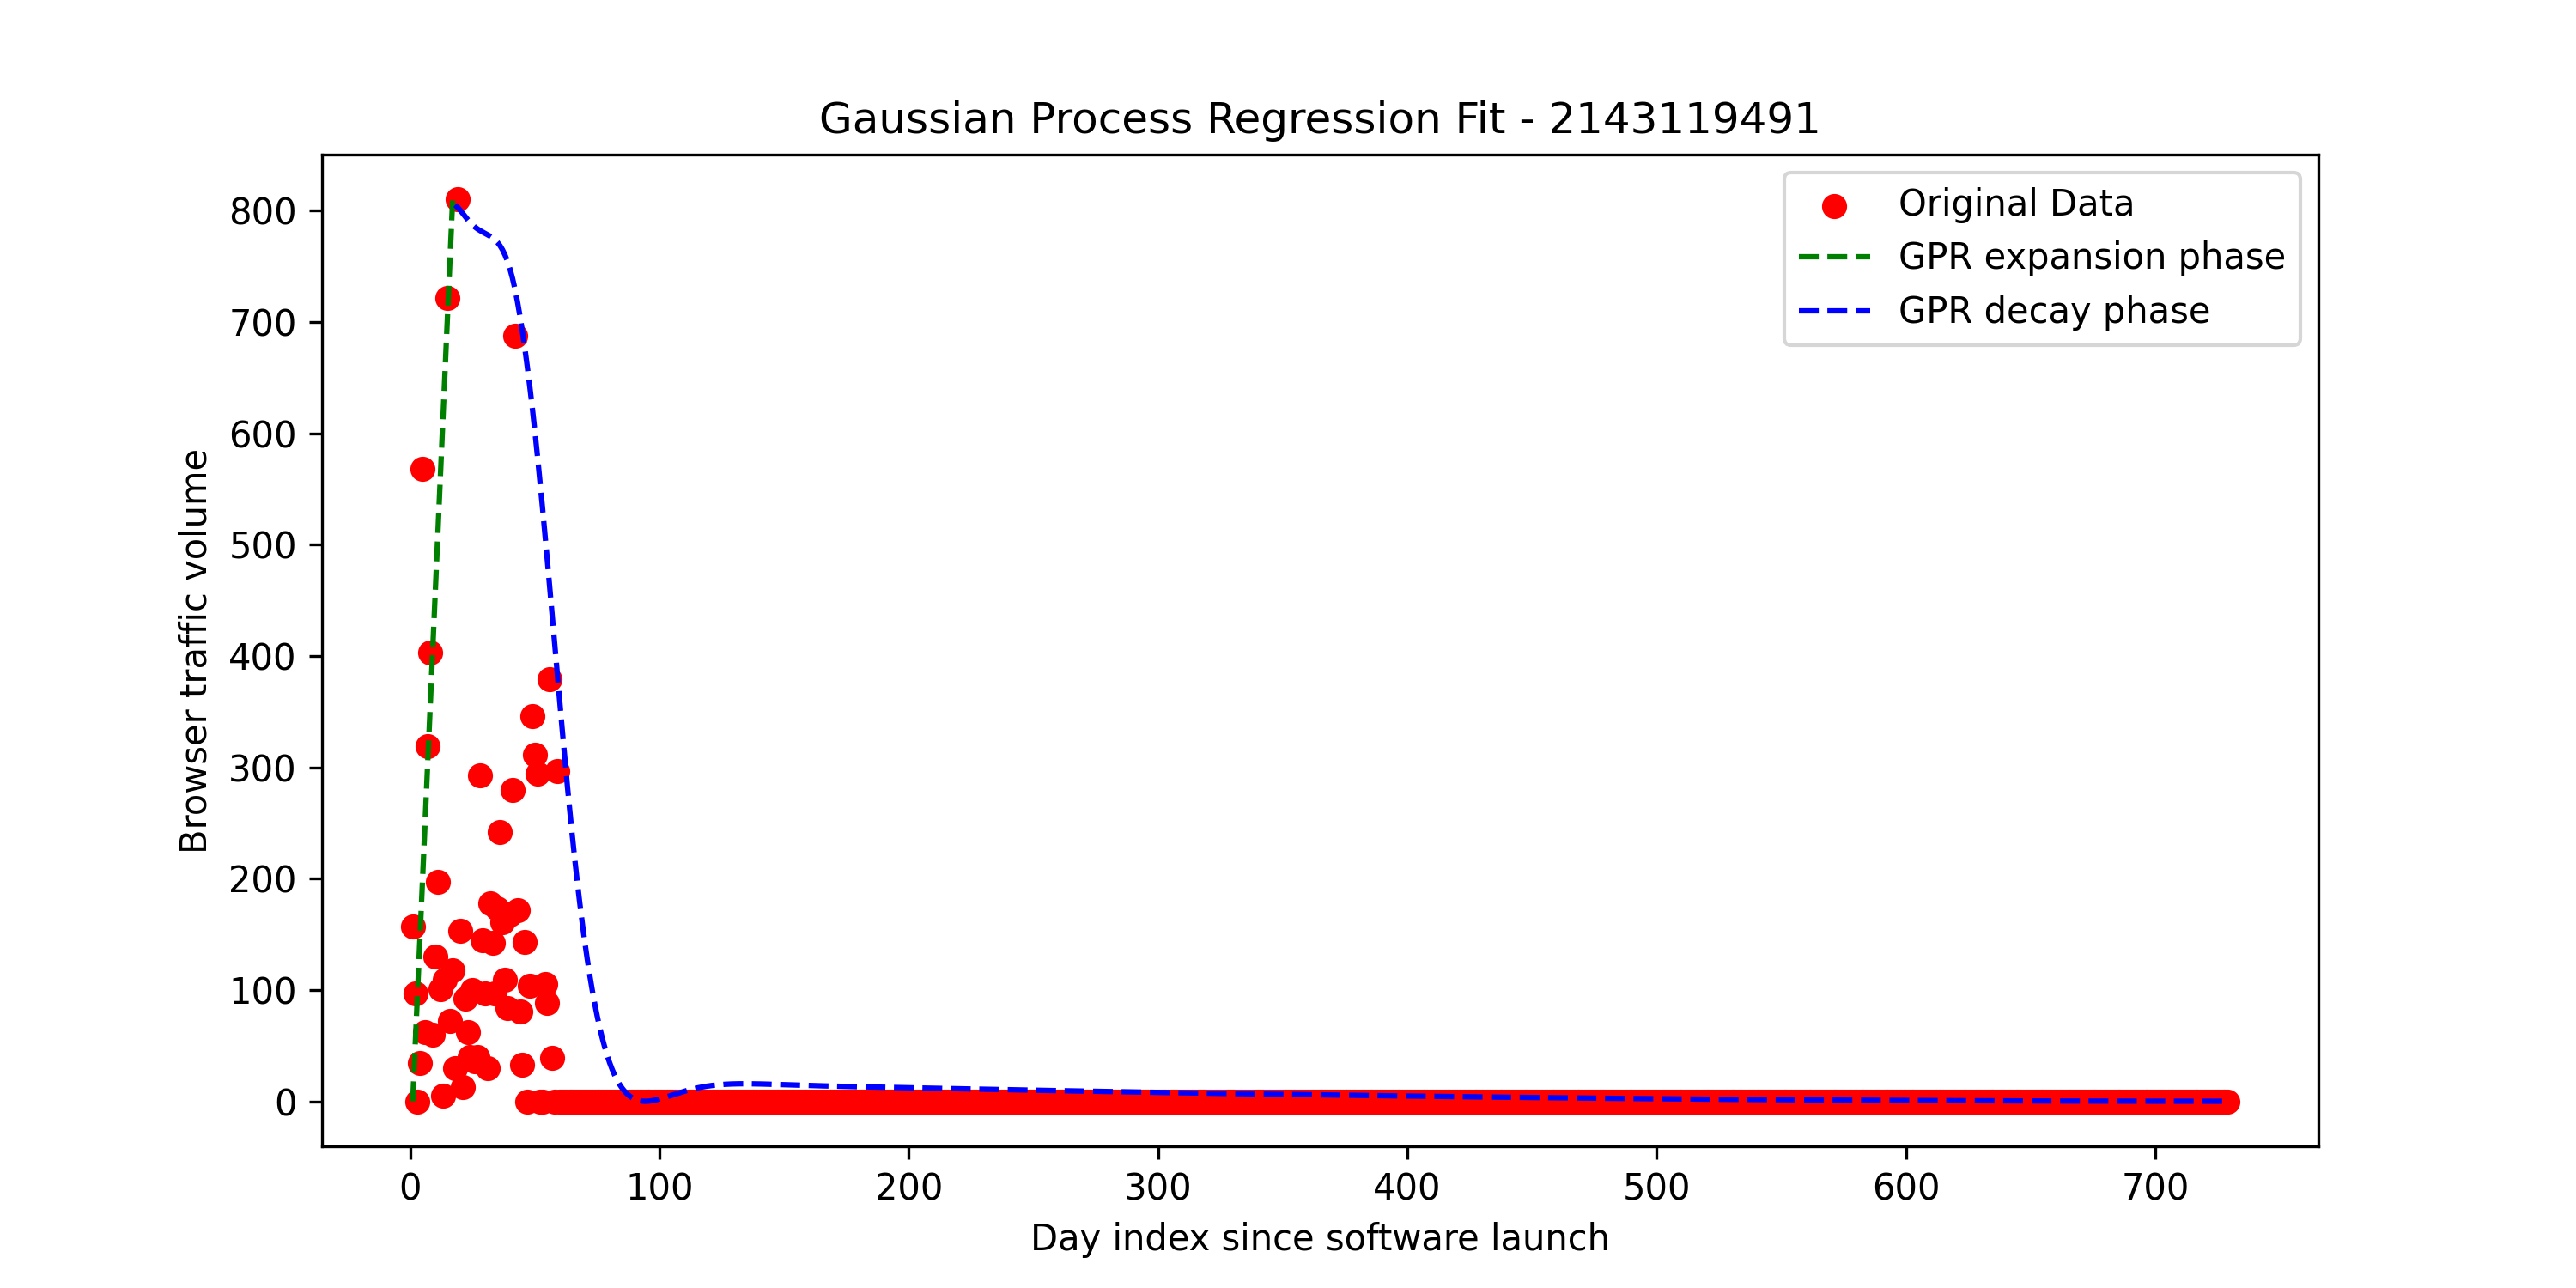 Gaussian Process Regression Fit - 2143119491
Original Data
GPR expansion phase
GPR decay phase
Browser traffic volume
800
700
600
500
400
300
200
100
0
0 100 200 300 400 500 600 700
Day index since software launch